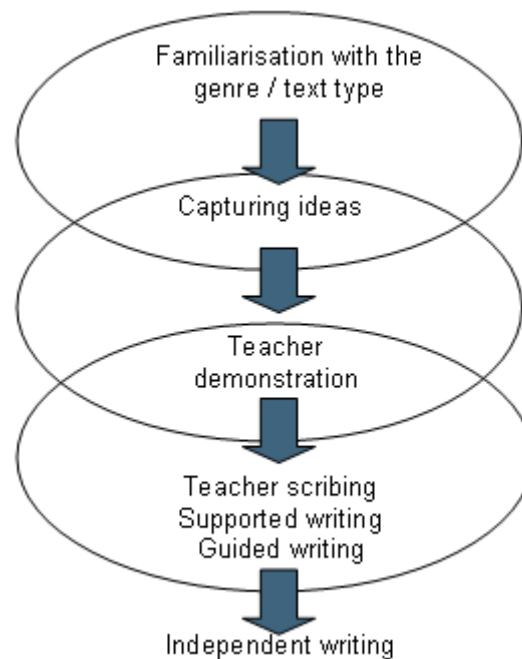 Familiarisation with the
genre / text type
Capturing ideas
Teacher
demonstration
Teacher scribing
Supported writing
Guided writing
Independent writing